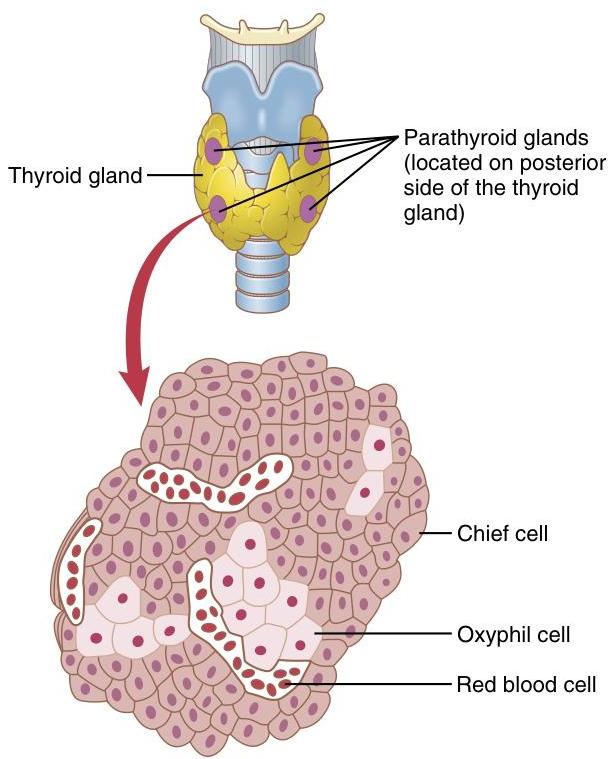 Thyroid gland
Parathyroid glands
(located on posterior
side of the thyroid
gland)
Chief cell
Oxyphil cell
Red blood cell